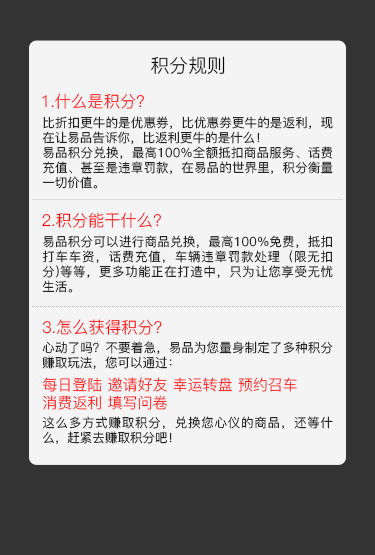 积分规则
1.什么是积分?
比折扣更牛的是优惠券，比优惠劵更牛的是返利，现
在让易品告诉你，比返利更牛的是什么!
易品积分兑换，最高100%全额抵扣商品服务、话费
充值、甚至是违章罚款，在易品的世界里，积分衡量
一切价值。
2.积分能干什么?
易品积分可以进行商品兑换，最高100%免费，抵扣
打车车资，话费充值，车辆违章罚款处理（限无扣
分)等等，更多功能正在打造中，只为让您享受无忧
生活。
3.怎么获得积分?
心动了吗? 不要着急，易品为您量身制定了多种积分
赚取玩法，您可以通过:
每日登陆 邀请好友 幸运转盘 预约召车
消费返利 填写问卷
这么多方式赚取积分，兑换您心仪的商品，还等什
么，赶紧去赚取积分吧!